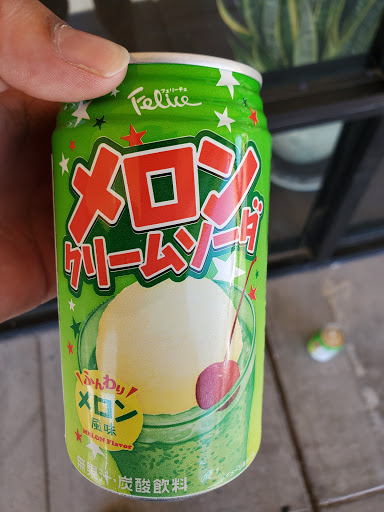 フェリーチェ
Felice
メロン
クリームソーダ
ふんわり
メロン
風味
MELON Flavor
無果汁・炭酸飲料